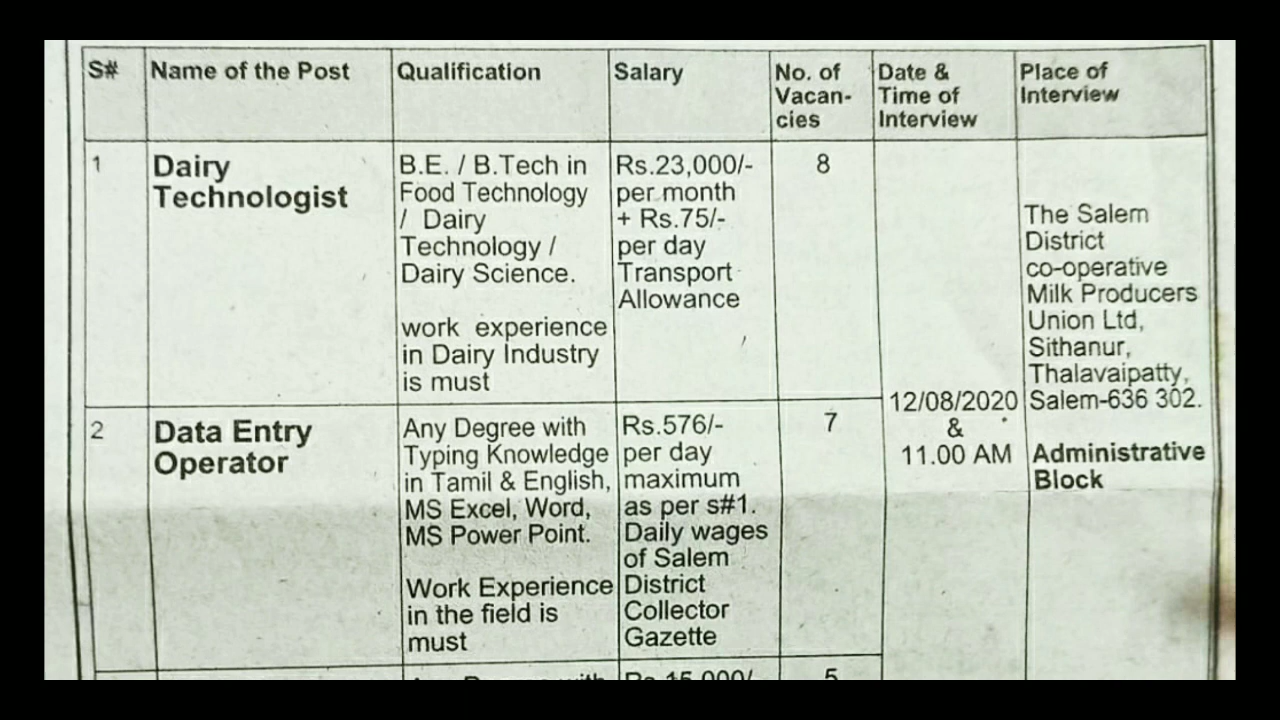 S#
Name of the Post
Qualification
Salary
No. of
Vacan-
cies
Date &
Time of
Interview
Place of
Interview
1
Dairy
Technologist
B.E. / B.Tech in
Food Technology
/ Dairy
Technology /
Dairy Science.
work experience
in Dairy Industry
is must
Rs.23,000/-
per month
+ Rs.75/-
per day
Transport
Allowance
8
2
Data Entry
Operator
Any Degree with
Typing Knowledge
in Tamil & English,
MS Excel, Word,
MS Power Point.
Work Experience
in the field is
must
Rs.576/-
per day
maximum
as per s#1.
Daily wages
of Salem
District
Collector
Gazette
7
12/08/2020
&
11.00 AM
The Salem
District
co-operative
Milk Producers
Union Ltd,
Sithanur,
Thalavaipatty,
Salem-636 302.
Administrative
Block